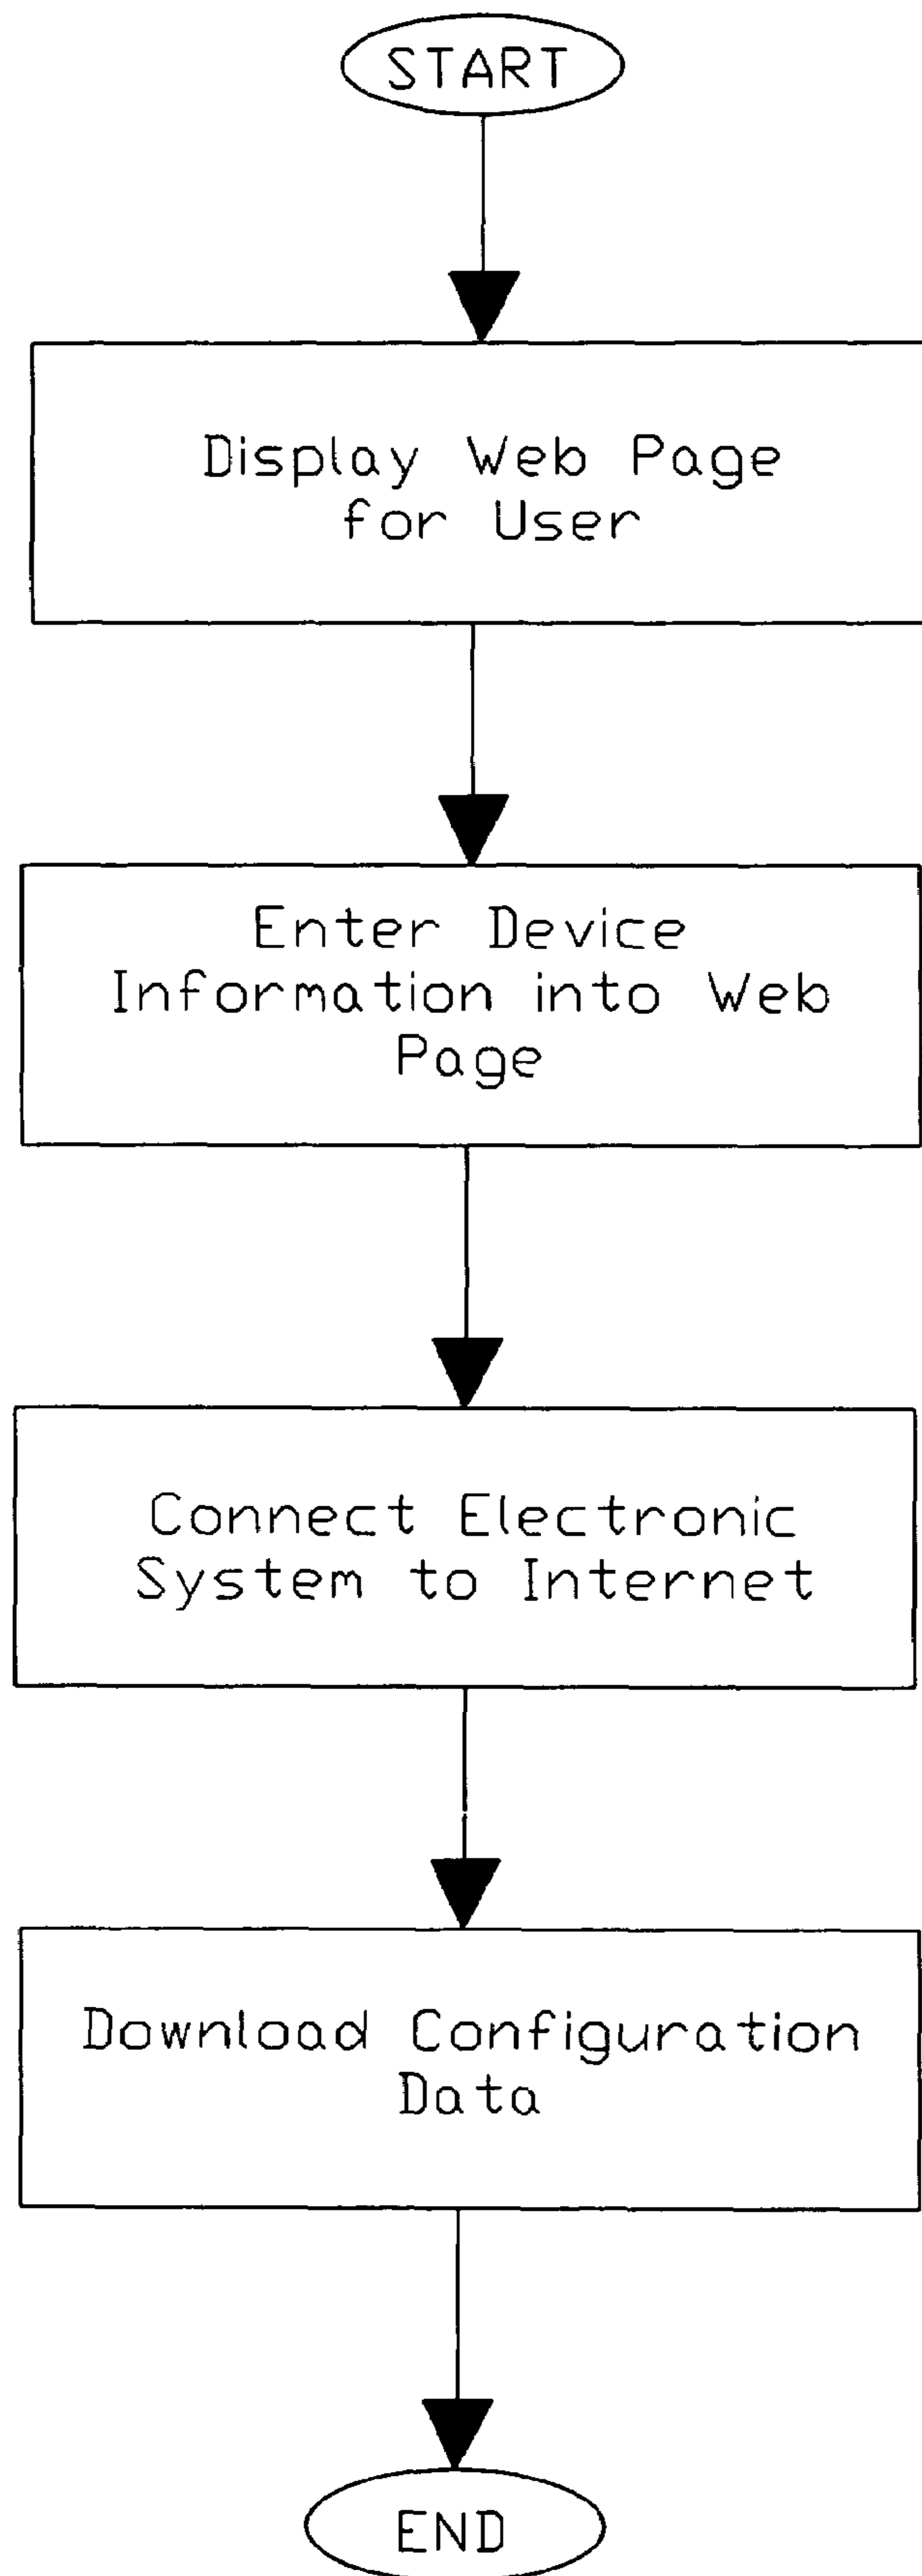 START
Display Web Page
for User
Enter Device
Information into Web
Page
Connect Electronic
System to Internet
Download Configuration
Data
END